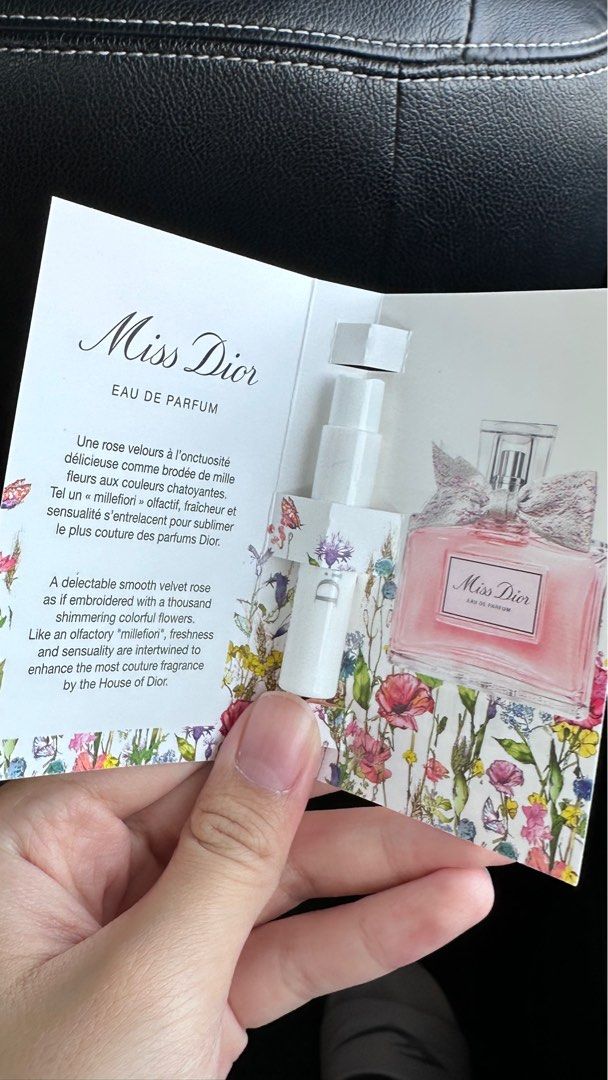 Miss Dior
EAU DE PARFUM
Une rose velours à l'onctuosité
délicieuse comme brodée de mille
fleurs aux couleurs chatoyantes.
Tel un « millefiori » olfactif, fraîcheur et
sensualité s'entrelacent pour sublimer
le plus couture des parfums Dior.
A delectable smooth velvet rose
as if embroidered with a thousand
shimmering colorful flowers.
Like an olfactory "millefiori", freshness
and sensuality are intertwined to
enhance the most couture fragrance
by the House of Dior.
Di
Miss Dior
EAU DE PARFUM